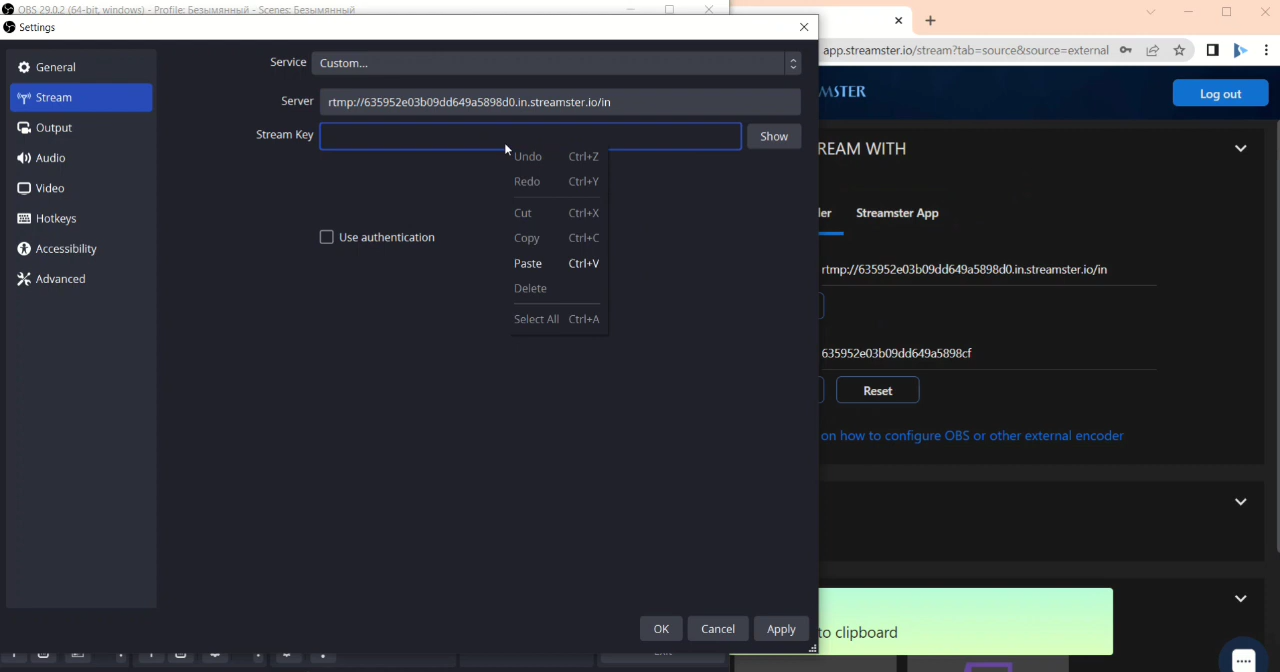 OBS 29.0.2 (64-bit, windows) - Profile: Безымянный - Scenes: Безымянный
Settings
General
Stream
Output
Audio
Video
Hotkeys
Accessibility
Advanced
Service
Custom...
Server
rtmp://635952e03b09dd649a5898d0.in.streamster.io/in
Stream Key
Show
Undo Ctrl+Z
Redo Ctrl+Y
Cut Ctrl+X
Copy Ctrl+C
Paste Ctrl+V
Delete
Select All Ctrl+A
Use authentication
OK
Cancel
Apply
app.streamster.io/stream?tab=source&source=external
MSTER
Log out
REAM WITH
der
Streamster App
rtmp://635952e03b09dd649a5898d0.in.streamster.io/in
635952e03b09dd649a5898cf
Reset
on how to configure OBS or other external encoder
to clipboard